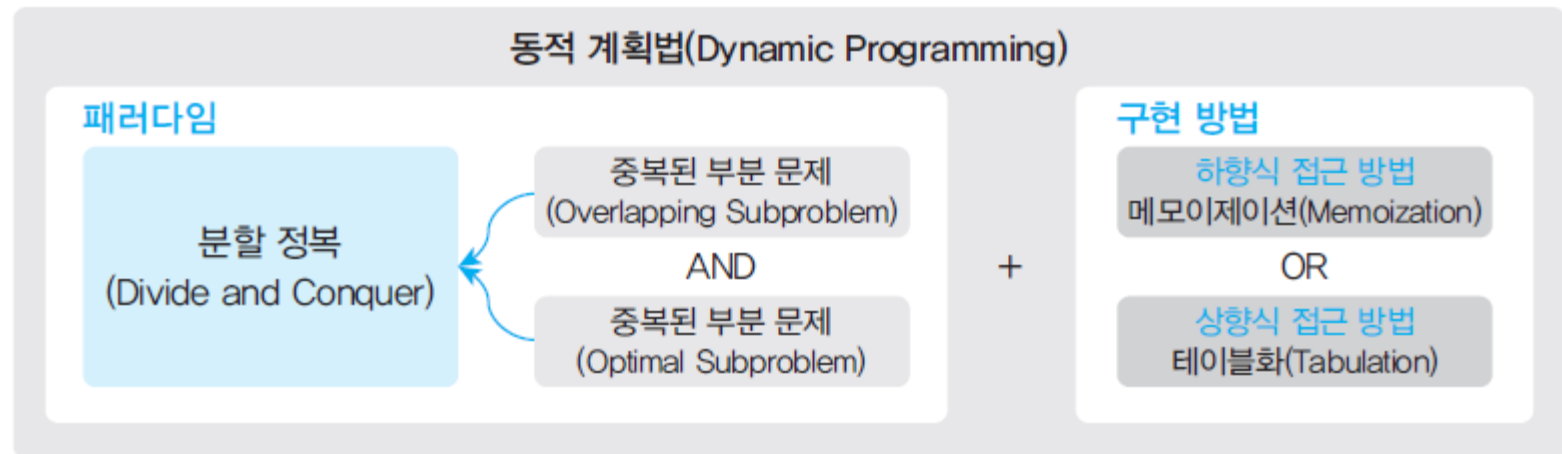 동적 계획법(Dynamic Programming)
패러다임
분할 정복
(Divide and Conquer)
중복된 부분 문제
(Overlapping Subproblem)
AND
중복된 부분 문제
(Optimal Subproblem)
+
구현 방법
하향식 접근 방법
메모이제이션(Memoization)
OR
상향식 접근 방법
테이블화(Tabulation)